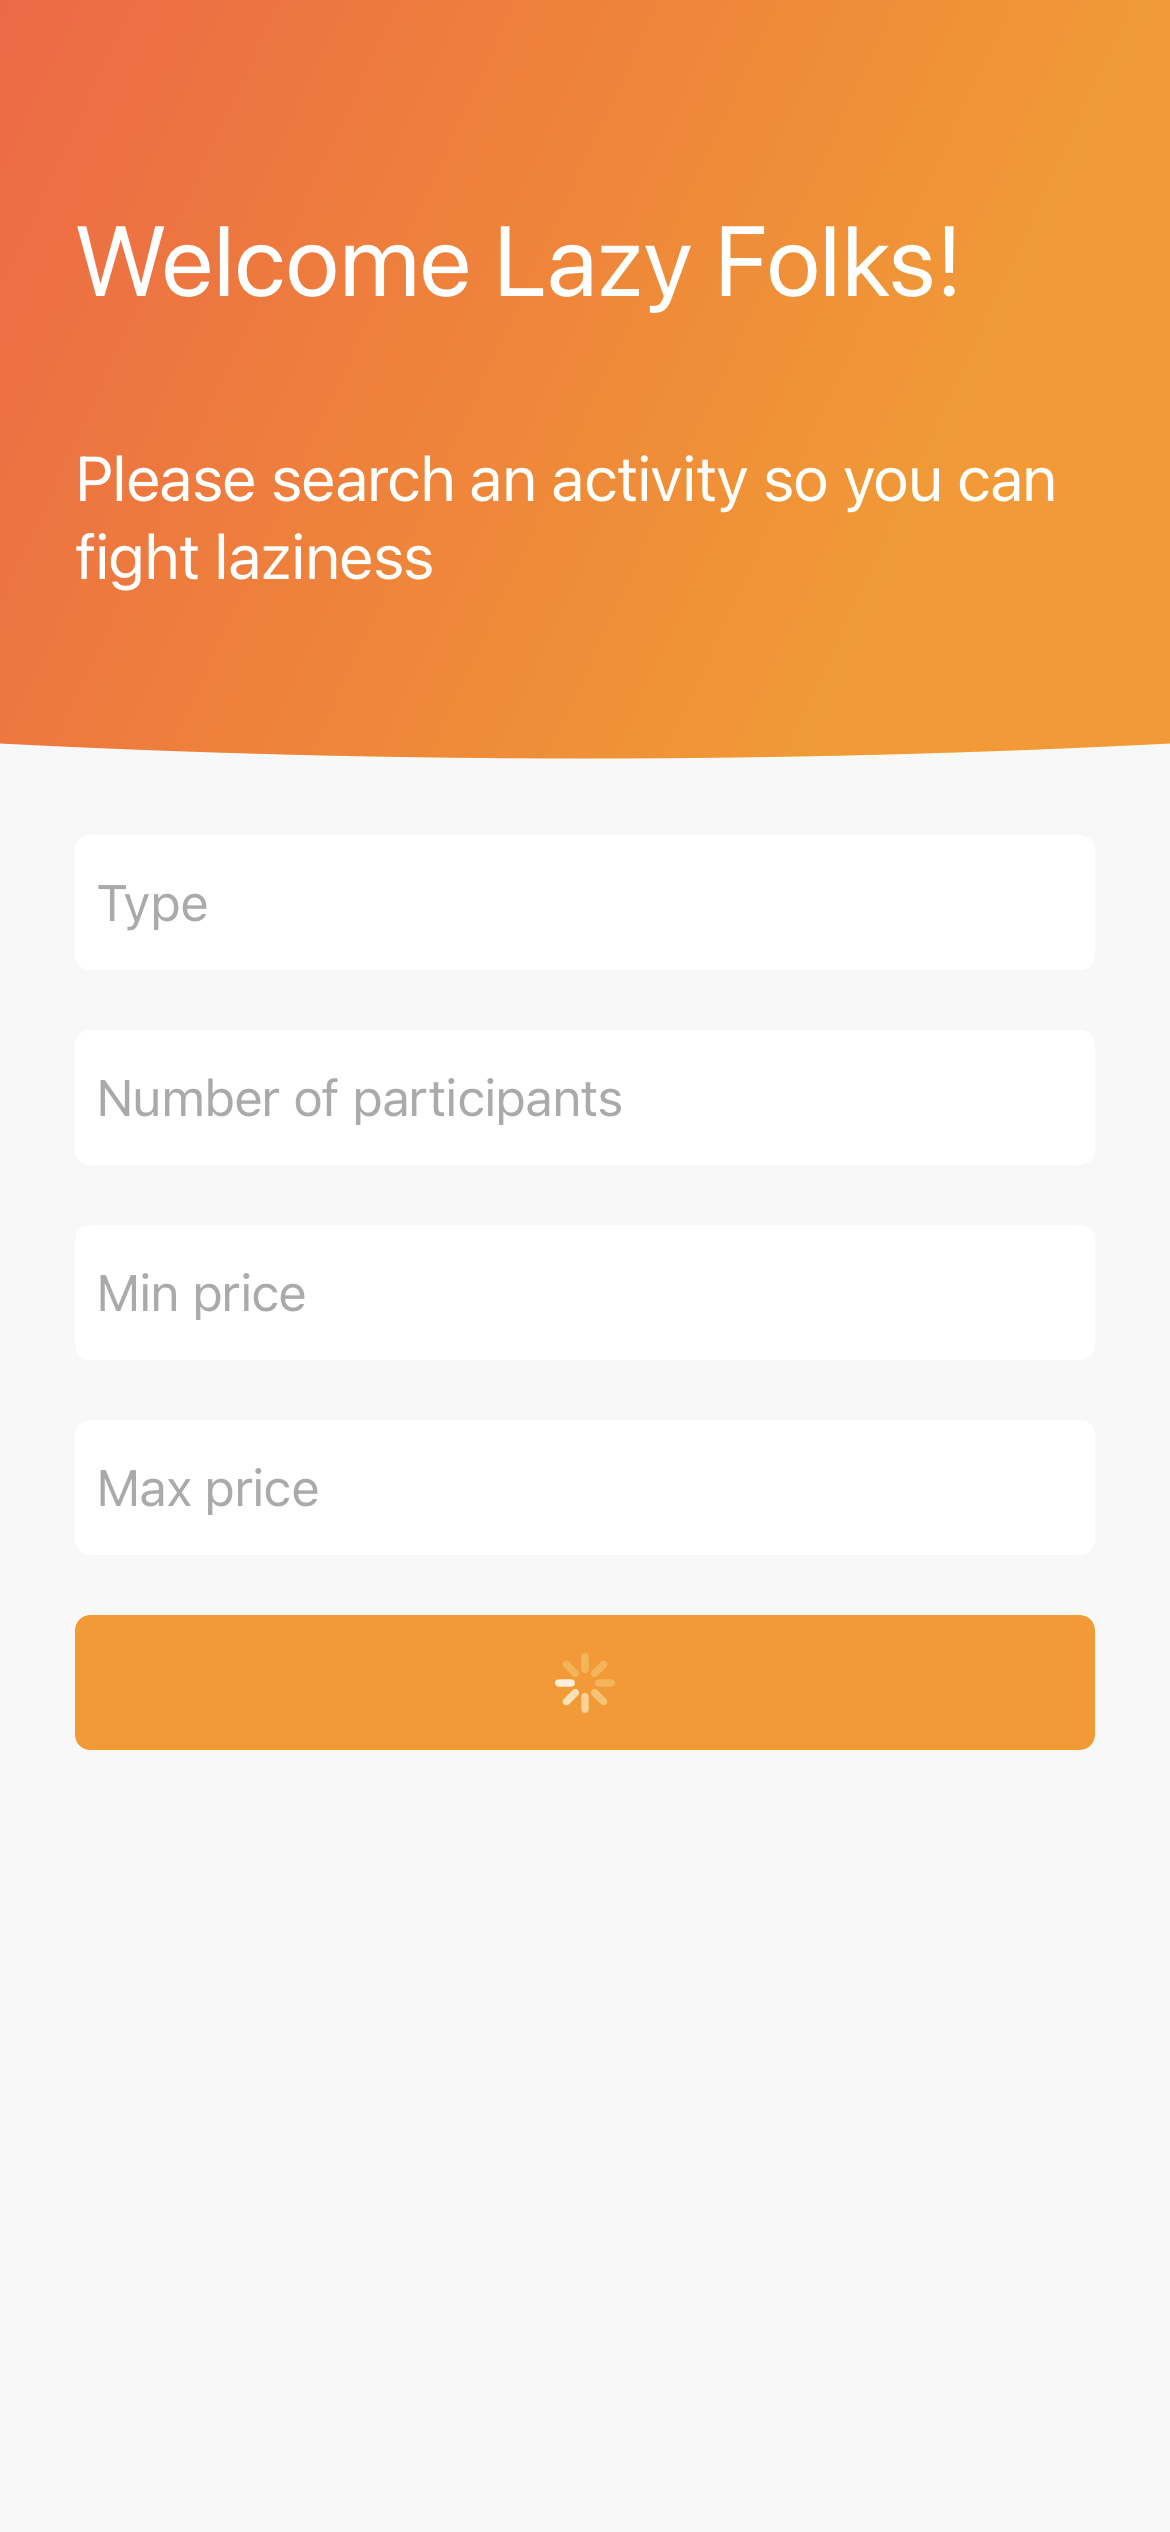 Welcome Lazy Folks!
Please search an activity so you can
fight laziness
Type
Number of participants
Min price
Max price